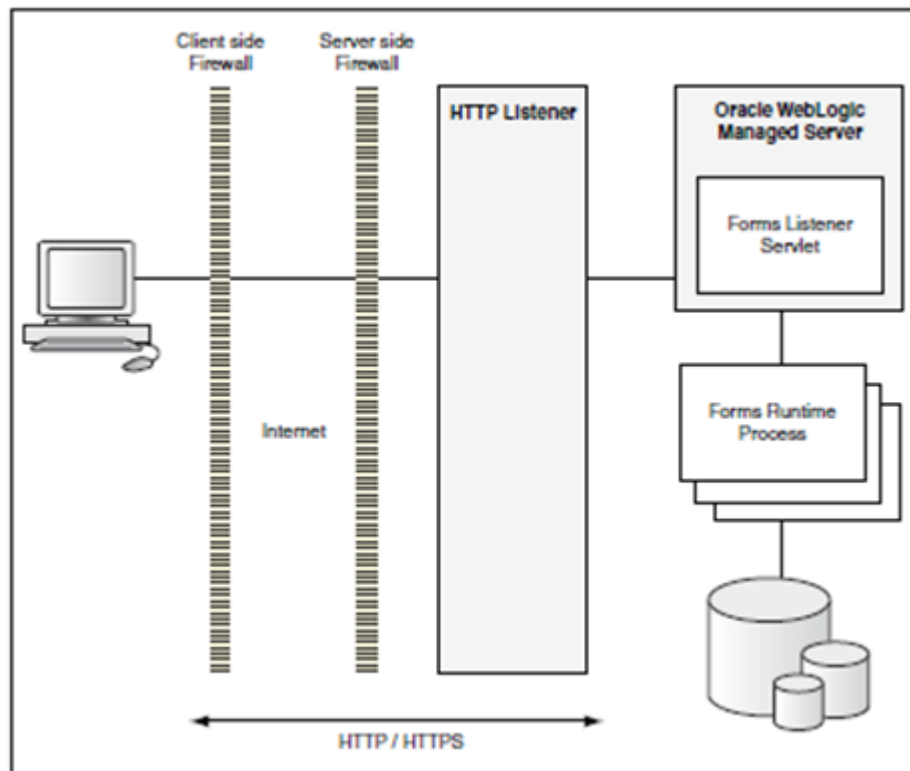 Client side
Firewall
Server side
Firewall
HTTP Listener
Oracle WebLogic
Managed Server
Forms Listener
Servlet
Internet
Forms Runtime
Process
HTTP / HTTPS